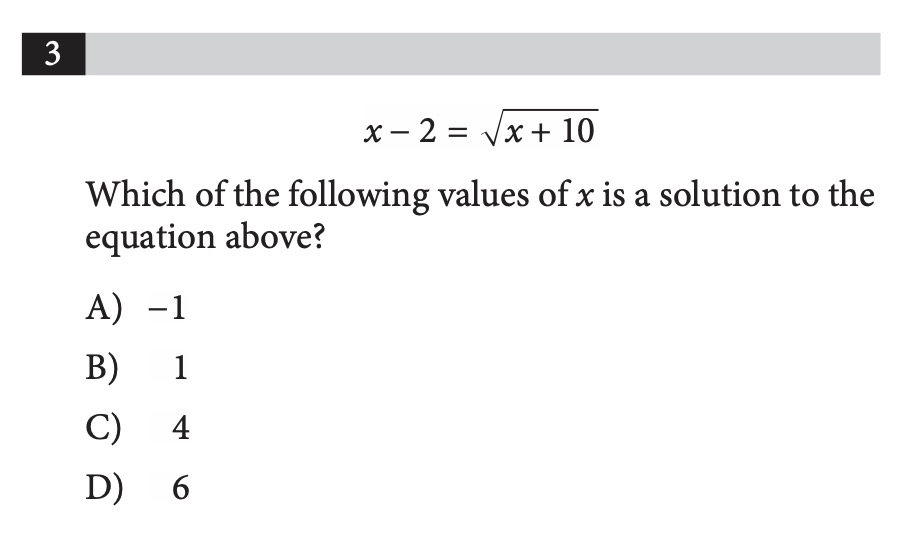 3
x – 2 = √x + 10
Which of the following values of x is a solution to the
equation above?
A) –1
B) 1
C) 4
D) 6